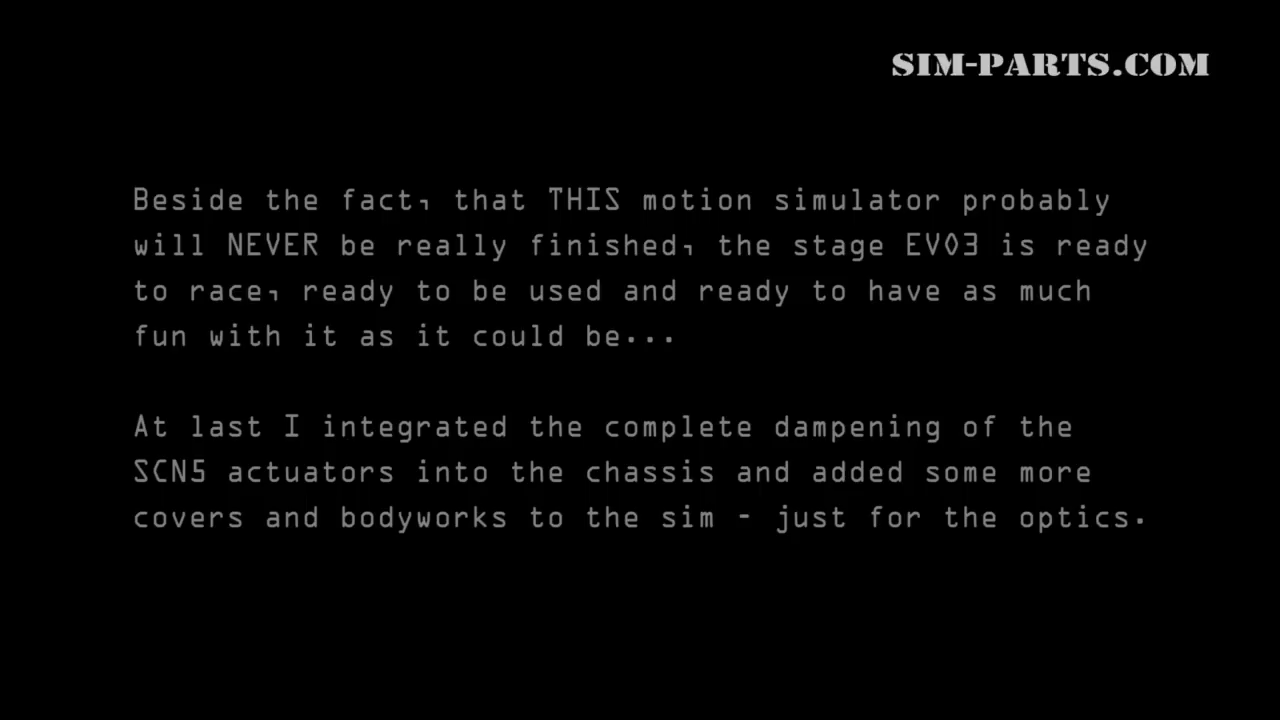 SIM-PARTS.COM
Beside the fact, that THIS motion simulator probably
will NEVER be really finished, the stage EVO3 is ready
to race, ready to be used and ready to have as much
fun with it as it could be...
At last I integrated the complete dampening of the
SCN5 actuators into the chassis and added some more
covers and bodyworks to the sim - just for the optics.